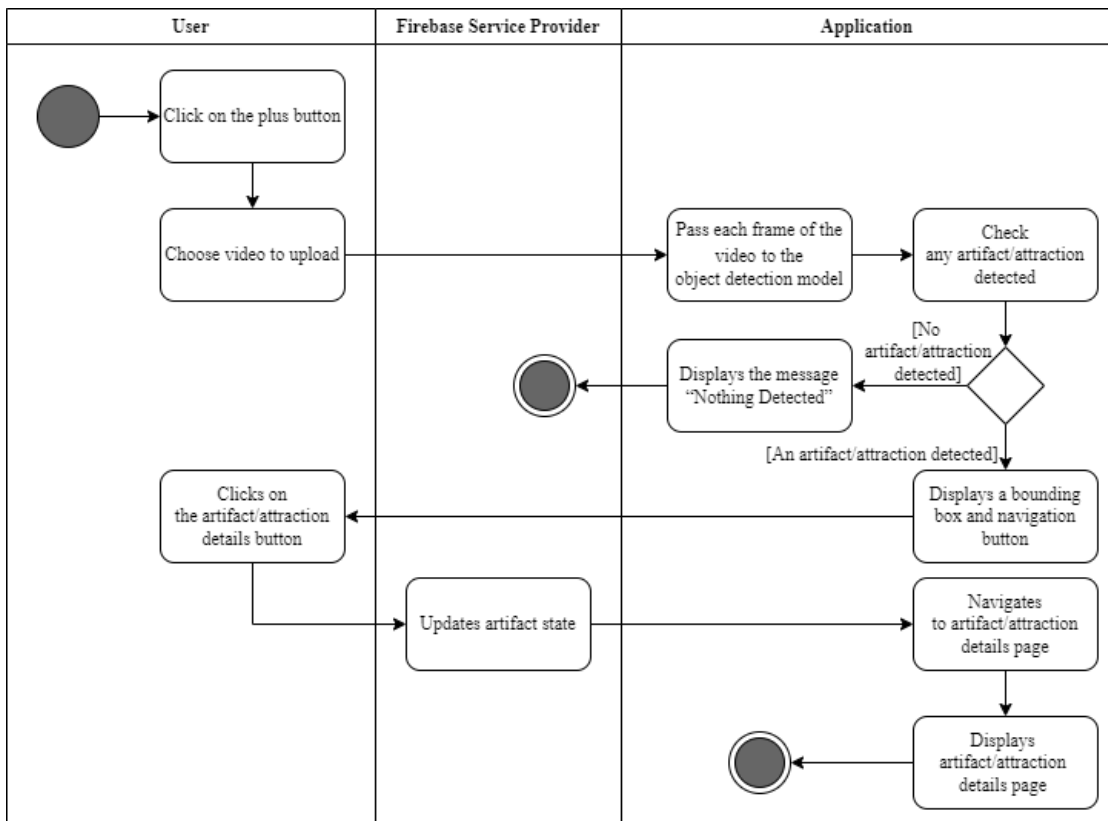 User
Firebase Service Provider
Application
Click on the plus button
Choose video to upload
Pass each frame of the
video to the
object detection model
Check
any artifact/attraction
detected
[No
artifact/attraction
detected]
Displays the message
“Nothing Detected”
[An artifact/attraction detected]
Clicks on
the artifact/attraction
details button
Displays a bounding
box and navigation
button
Updates artifact state
Navigates
to artifact/attraction
details page
Displays
artifact/attraction
details page